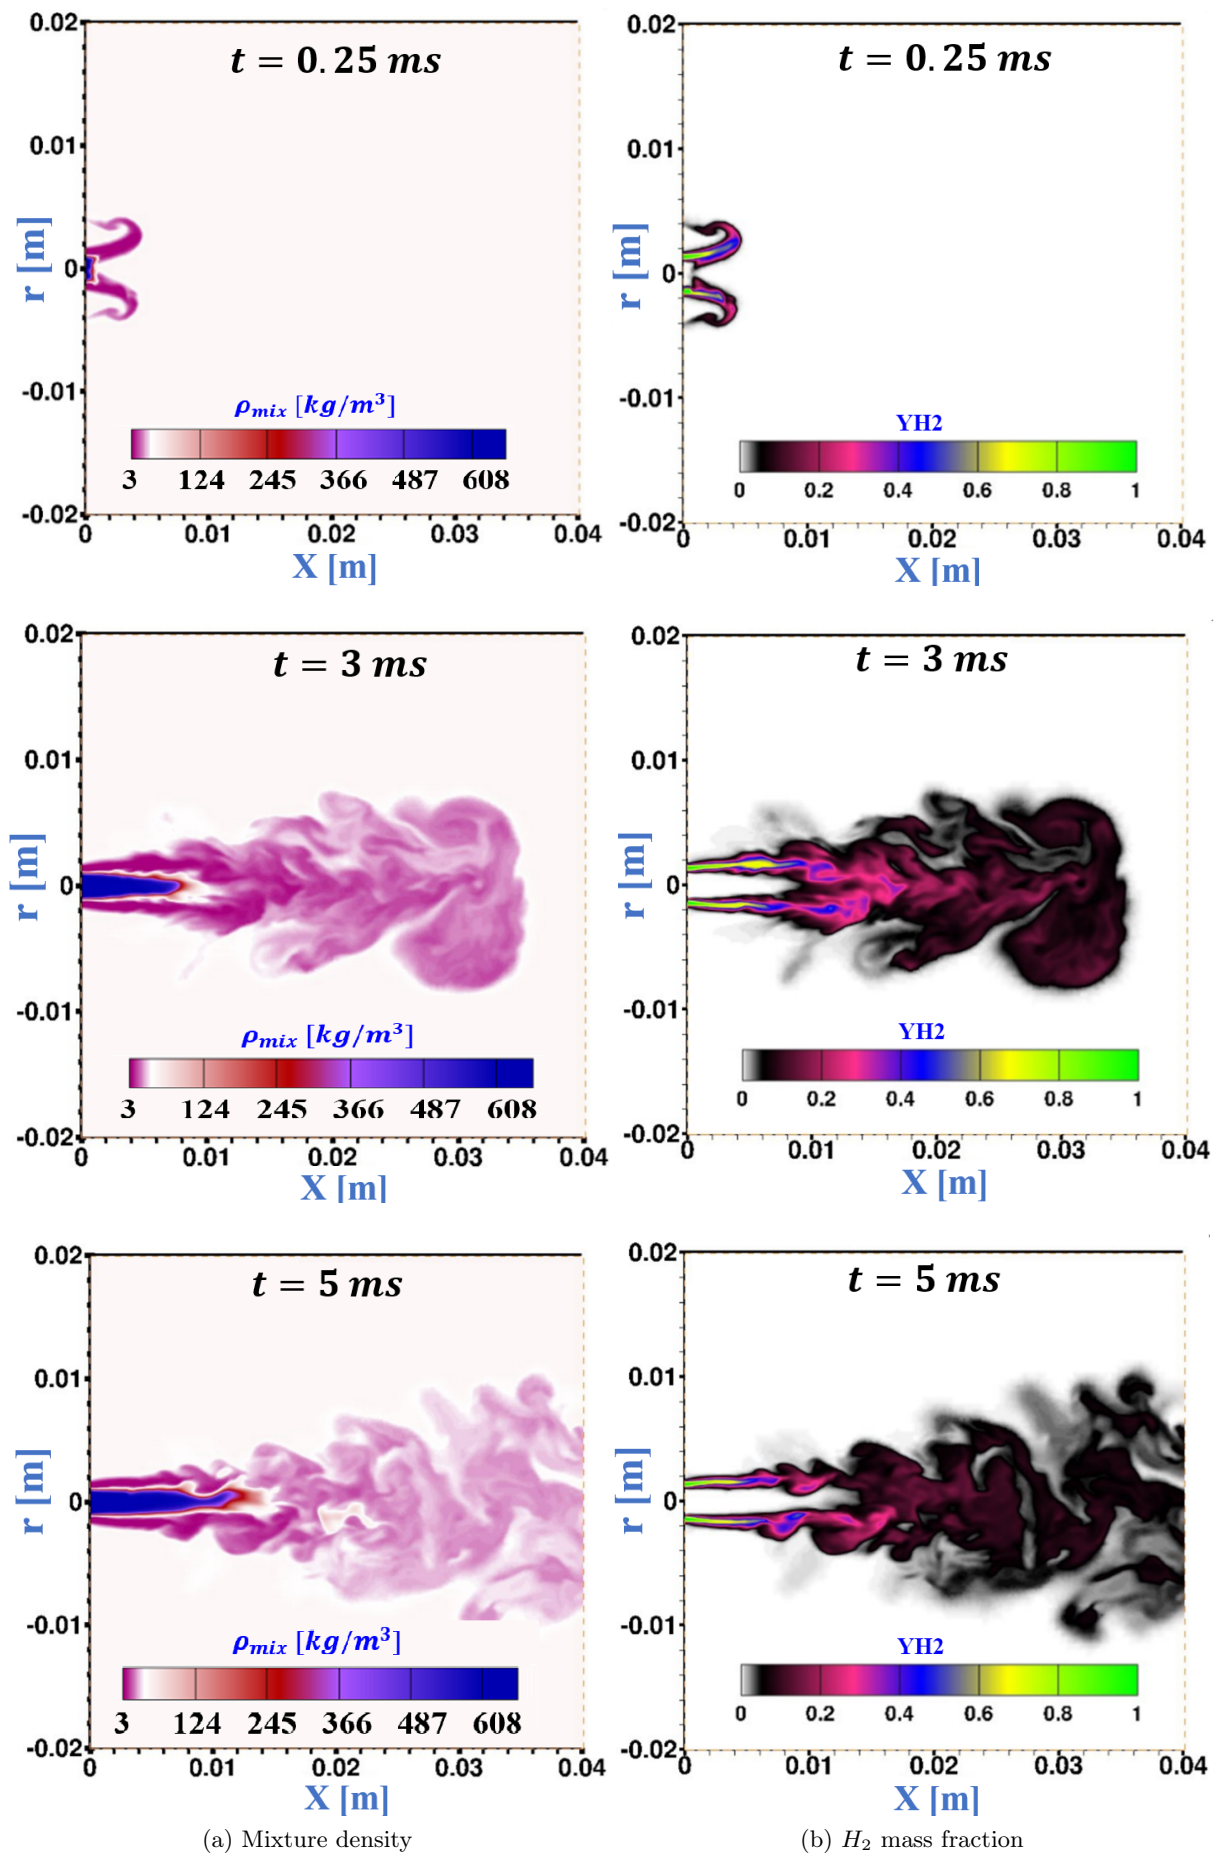 0.02
t = 0.25 ms
0.01
r [m]
0
-0.01
ρmix [kg/m³]
3 124 245 366 487 608
-0.02
0 0.01 0.02 0.03 0.04
X [m]
0.02
t = 0.25 ms
0.01
r [m]
0
-0.01
YH2
0 0.2 0.4 0.6 0.8 1
-0.02
0 0.01 0.02 0.03 0.04
X [m]
0.02
t = 3 ms
0.01
r [m]
0
-0.01
ρmix [kg/m³]
3 124 245 366 487 608
-0.02
0 0.01 0.02 0.03 0.04
X [m]
0.02
t = 3 ms
0.01
r [m]
0
-0.01
YH2
0 0.2 0.4 0.6 0.8 1
-0.02
0 0.01 0.02 0.03 0.04
X [m]
0.02
t = 5 ms
0.01
r [m]
0
-0.01
ρmix [kg/m³]
3 124 245 366 487 608
-0.02
0 0.01 0.02 0.03 0.04
X [m]
0.02
t = 5 ms
0.01
r [m]
0
-0.01
YH2
0 0.2 0.4 0.6 0.8 1
-0.02
0 0.01 0.02 0.03 0.04
X [m]
(a) Mixture density
(b) H2 mass fraction